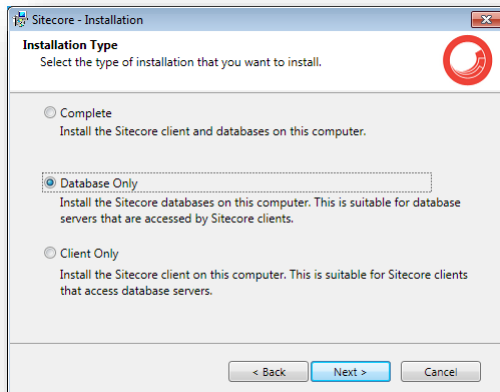 Sitecore - Installation
Installation Type
Select the type of installation that you want to install.
Complete
Install the Sitecore client and databases on this computer.
Database Only
Install the Sitecore databases on this computer. This is suitable for database
servers that are accessed by Sitecore clients.
Client Only
Install the Sitecore client on this computer. This is suitable for Sitecore clients
that access database servers.
< Back Next > Cancel